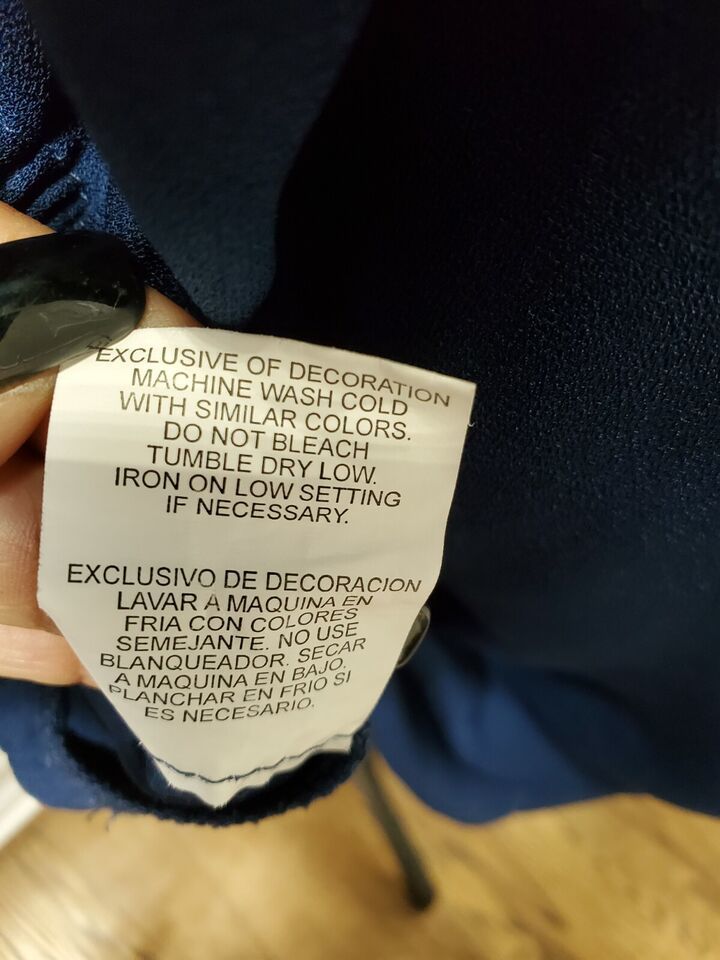 EXCLUSIVE OF DECORATION
MACHINE WASH COLD
WITH SIMILAR COLORS.
DO NOT BLEACH
TUMBLE DRY LOW.
IRON ON LOW SETTING
IF NECESSARY.
EXCLUSIVO DE DECORACION
LAVAR A MAQUINA EN
FRIA CON COLORES
SEMEJANTE. NO USE
BLANQUEADOR. SECAR
A MAQUINA EN BAJO.
PLANCHAR EN FRIO SI
ES NECESARIO.